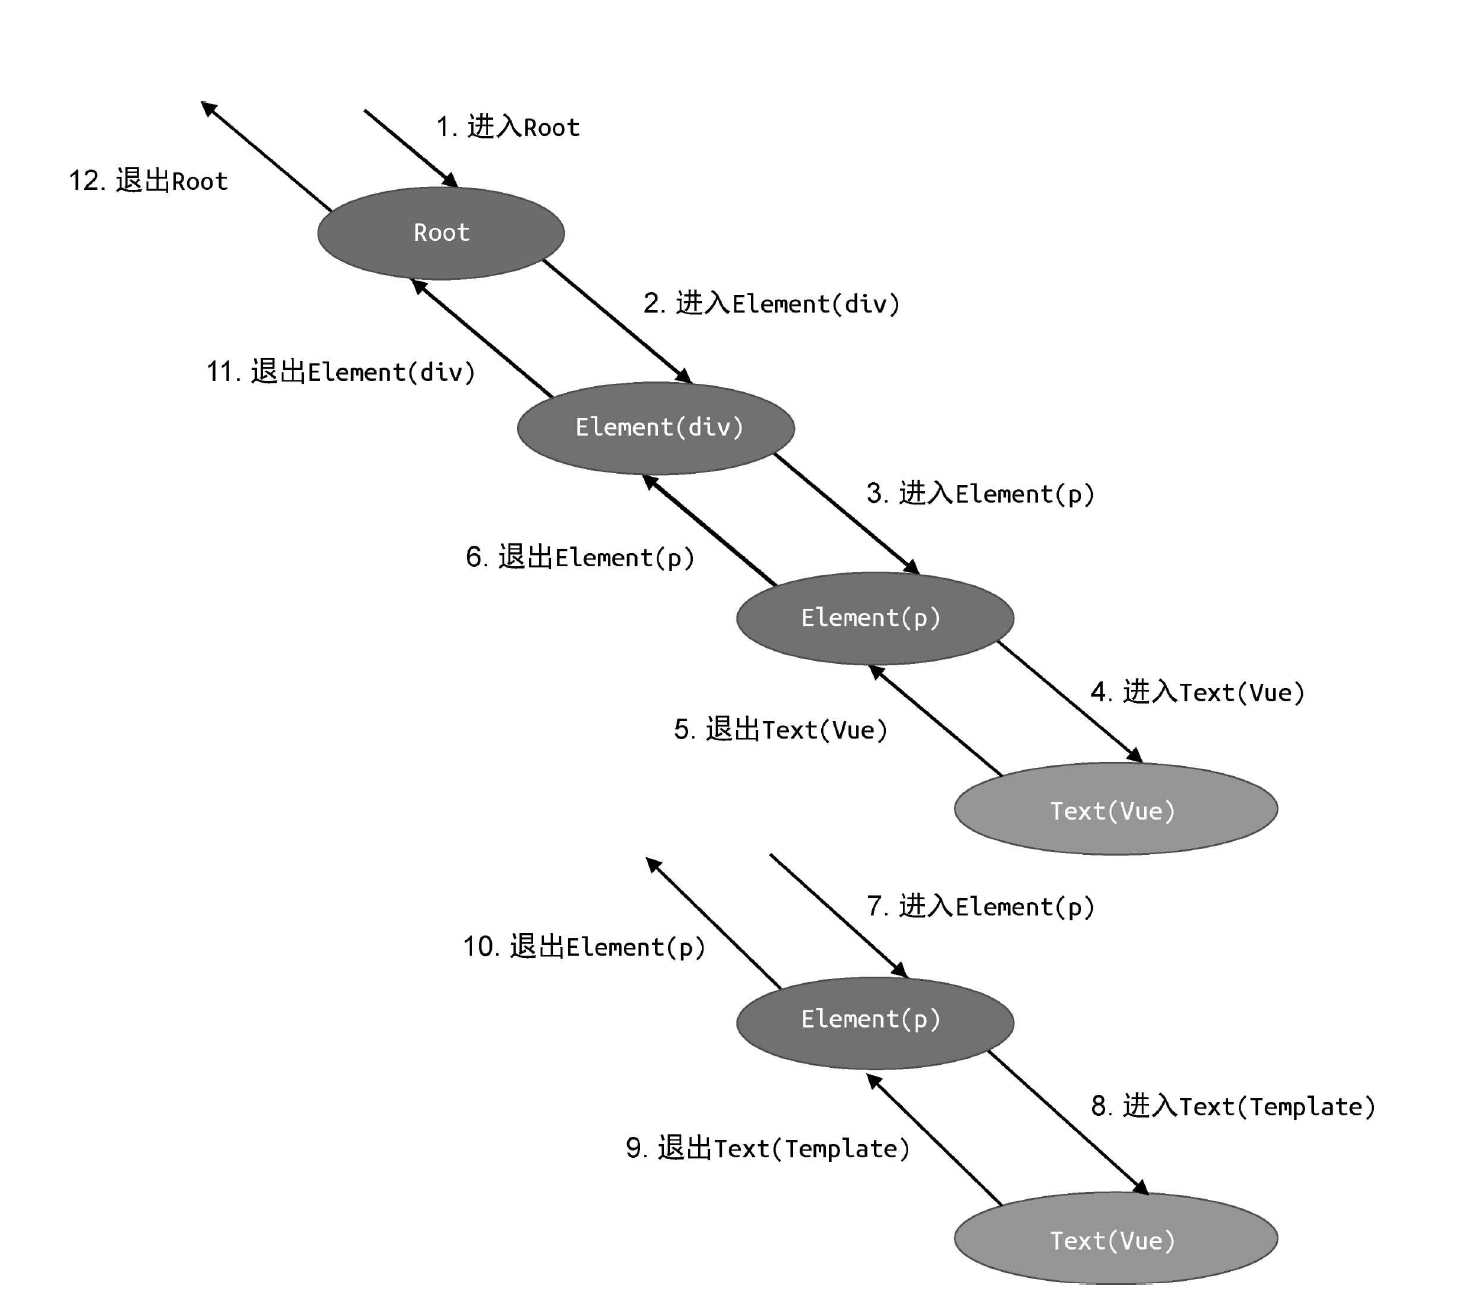 1. 进入Root
12. 退出Root
Root
2. 进入Element(div)
11. 退出Element(div)
Element(div)
3. 进入Element(p)
6. 退出Element(p)
Element(p)
4. 进入Text(Vue)
5. 退出Text(Vue)
Text(Vue)
7. 进入Element(p)
10. 退出Element(p)
Element(p)
8. 进入Text(Template)
9. 退出Text(Template)
Text(Vue)